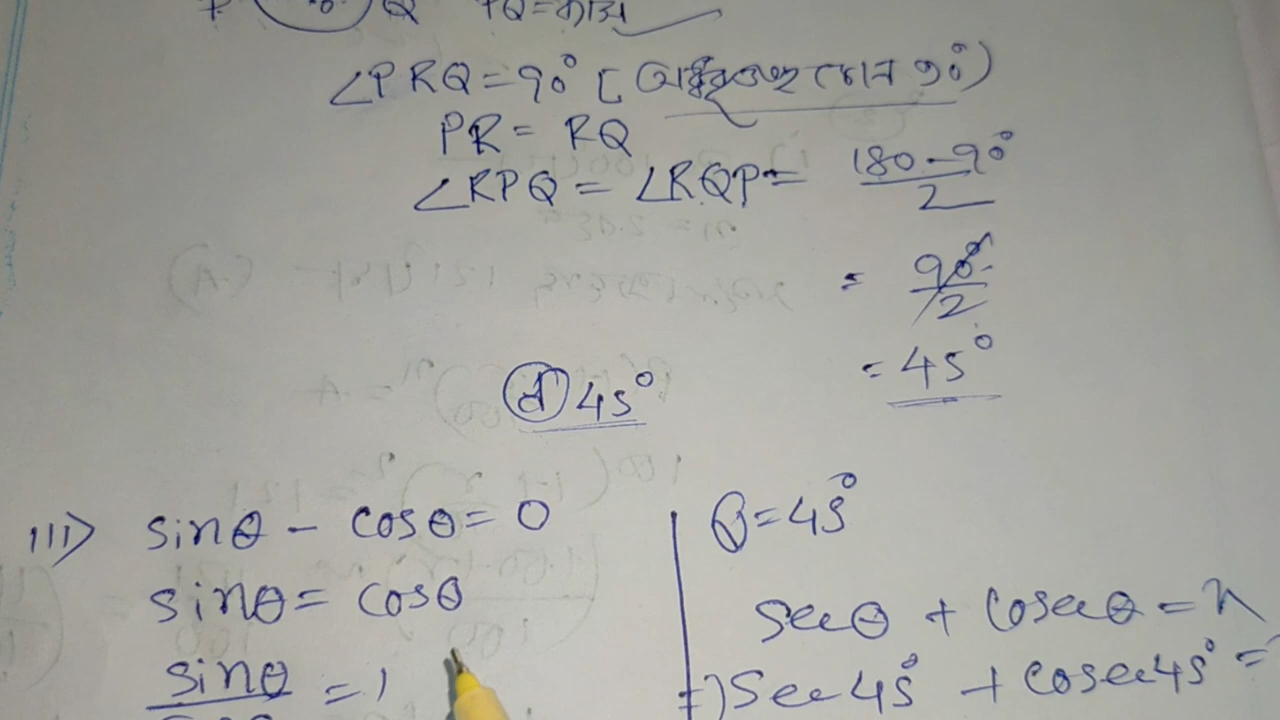 Q PQ=ব্যাস
∠PRQ=90° [অর্ধবৃত্তস্থ কোন 90°)
PR = RQ
∠RPQ = ∠RQP = 180-90° / 2
= 90° / 2
= 45°
45°
III) sinθ - cosθ = 0
sinθ = cosθ
sinθ = 1
θ=45°
secθ + cosecθ = x
=) Sec45° + cosec45° =